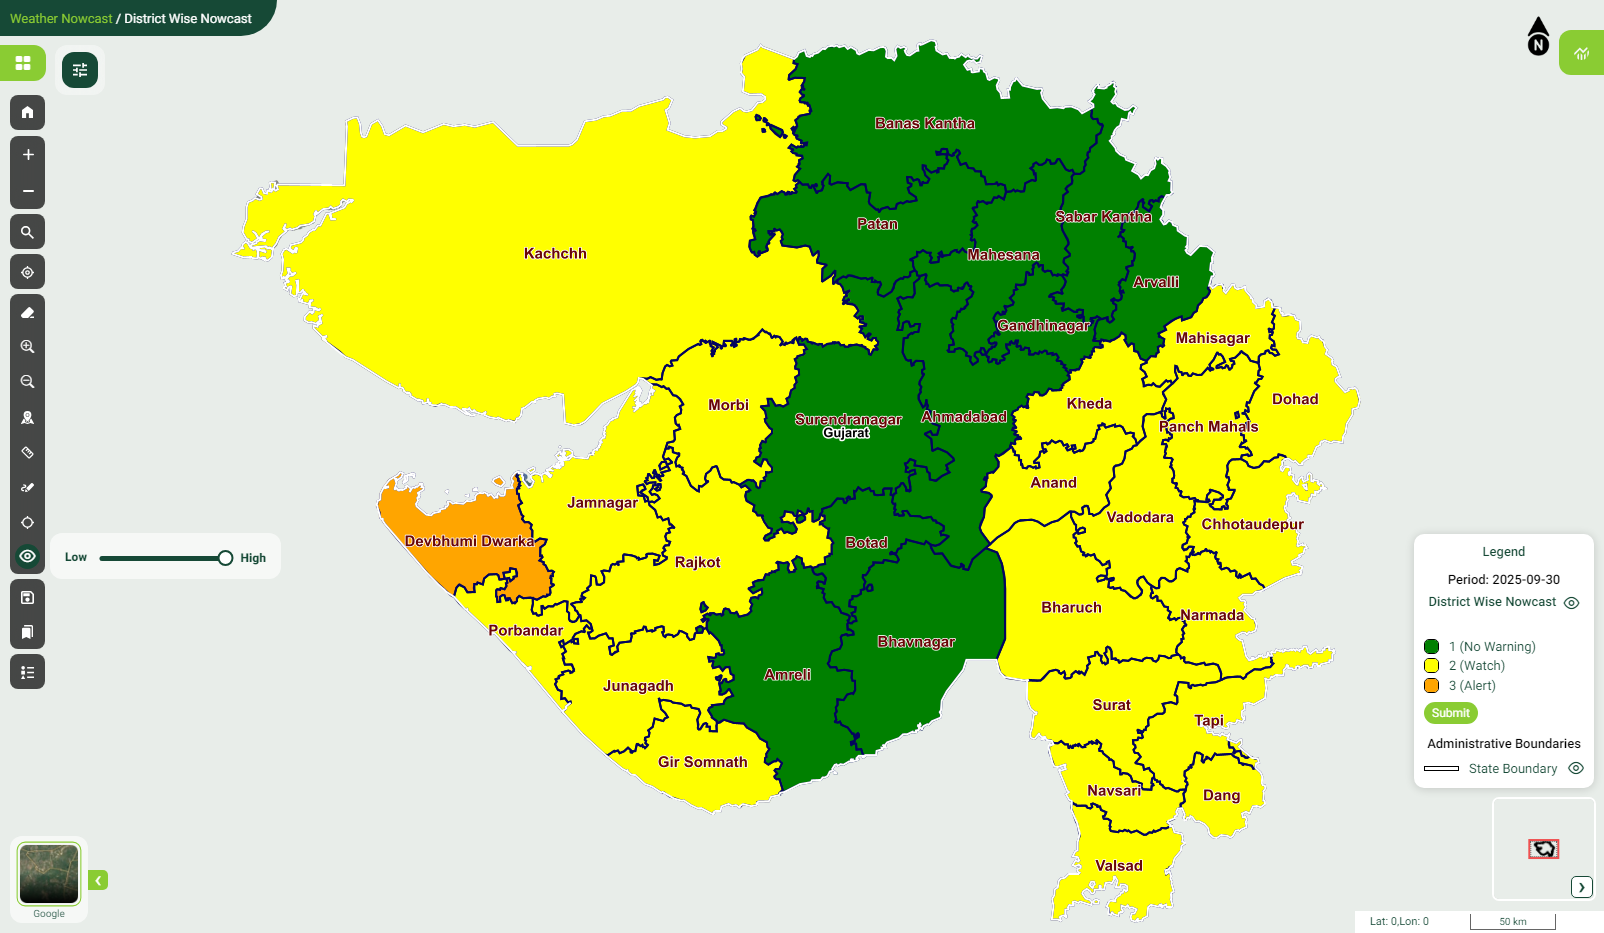 Weather Nowcast / District Wise Nowcast
N
Banas Kantha
Patan
Sabar Kantha
Mahesana
Kachchh
Arvalli
Gandhinagar
Mahisagar
Morbi
Kheda
Dohad
Surendranagar
Ahmadabad
Gujarat
Panch Mahals
Anand
Jamnagar
Vadodara
Chhotaudepur
Devbhumi Dwarka
Botad
Rajkot
Low
High
Bharuch
Narmada
Porbandar
Bhavnagar
Amreli
Junagadh
Surat
Tapi
Gir Somnath
Navsari
Dang
Valsad
Legend
Period: 2025-09-30
District Wise Nowcast
1 (No Warning)
2 (Watch)
3 (Alert)
Submit
Administrative Boundaries
State Boundary
Google
Lat: 0,Lon: 0
50 km